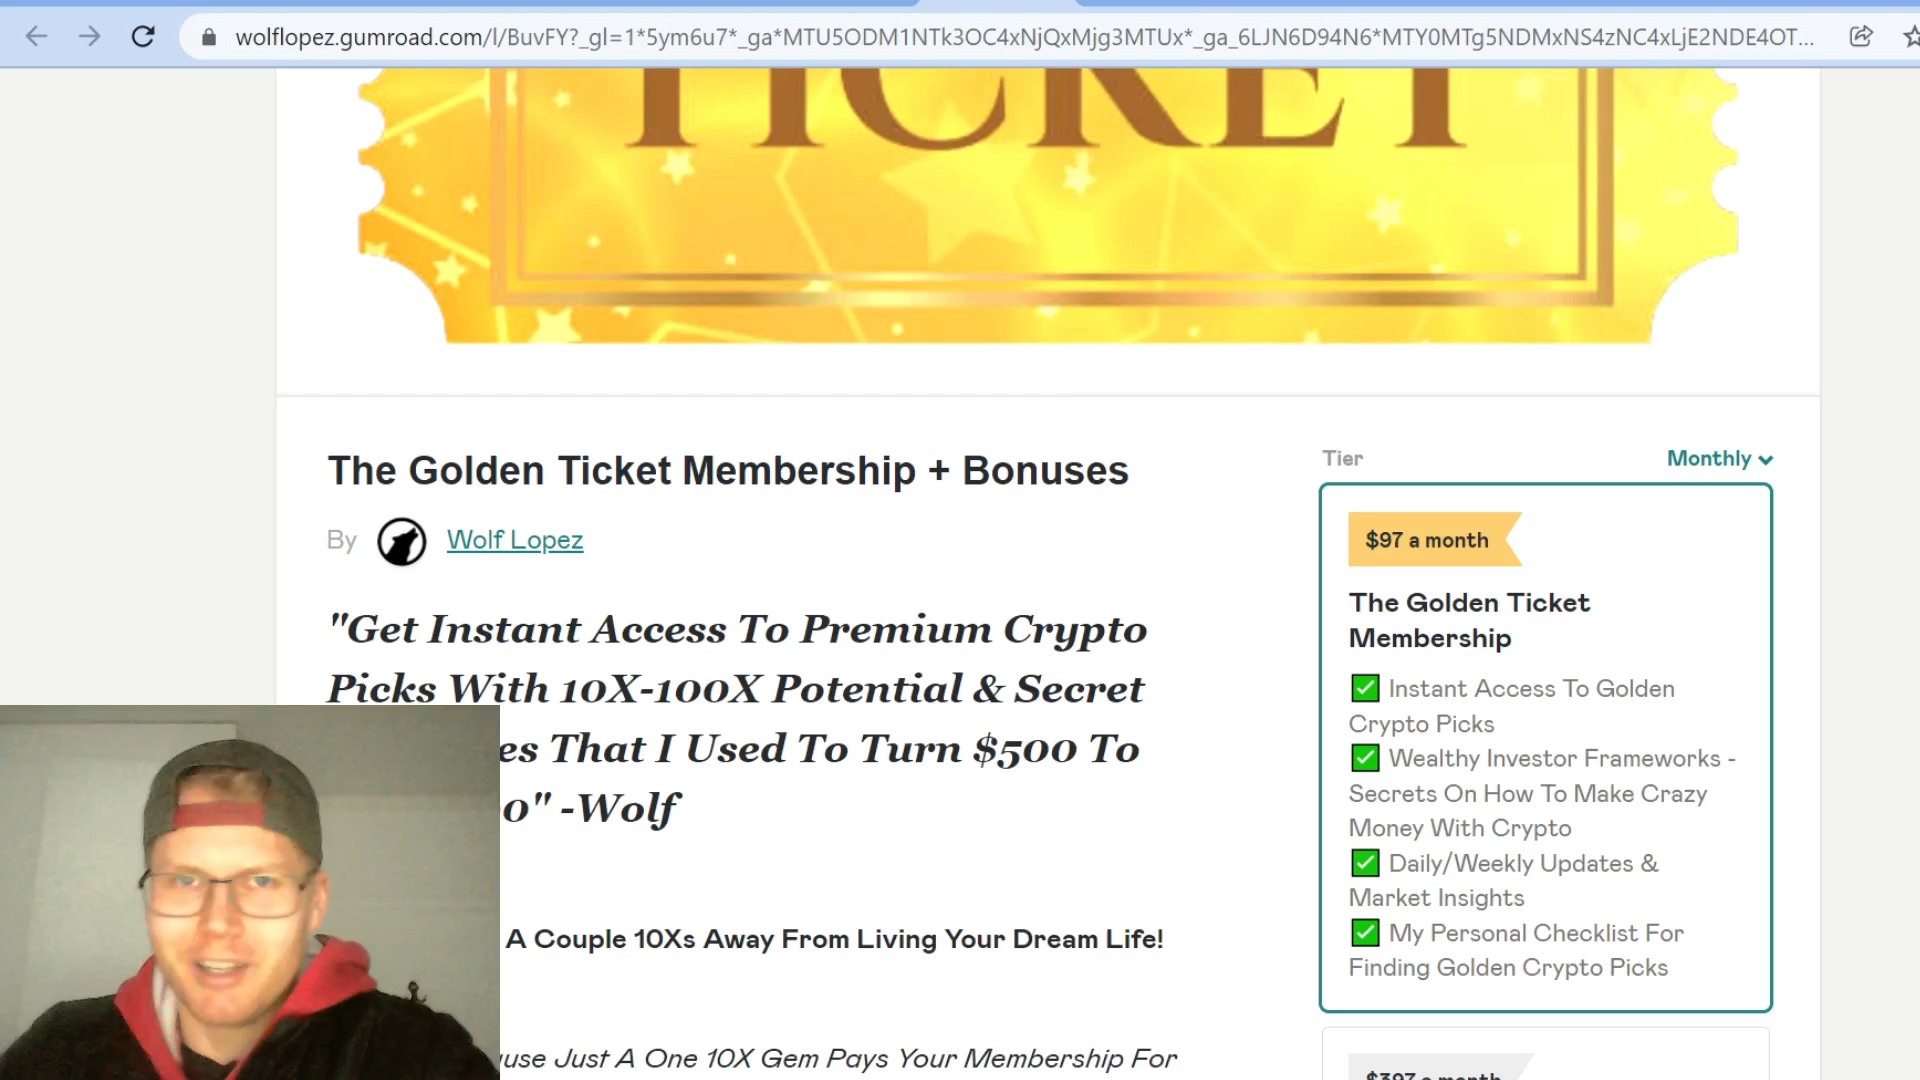 wolflopez.gumroad.com/l/BuvFY?_gl=1*5ym6u7*_ga*MTU5ODM1NTk3OC4xNjQxMjg3MTUx*_ga_6LJN6D94N6*MTY0MTg5NDMxNS4zNC4xLjE2NDE4OT...
TICKET
The Golden Ticket Membership + Bonuses
By Wolf Lopez
"Get Instant Access To Premium Crypto
Picks With 10X-100X Potential & Secret
es That I Used To Turn $500 To
0" -Wolf
A Couple 10Xs Away From Living Your Dream Life!
use Just A One 10X Gem Pays Your Membership For
Tier Monthly
$97 a month
The Golden Ticket
Membership
✅ Instant Access To Golden
Crypto Picks
✅ Wealthy Investor Frameworks -
Secrets On How To Make Crazy
Money With Crypto
✅ Daily/Weekly Updates &
Market Insights
✅ My Personal Checklist For
Finding Golden Crypto Picks
$397 a month